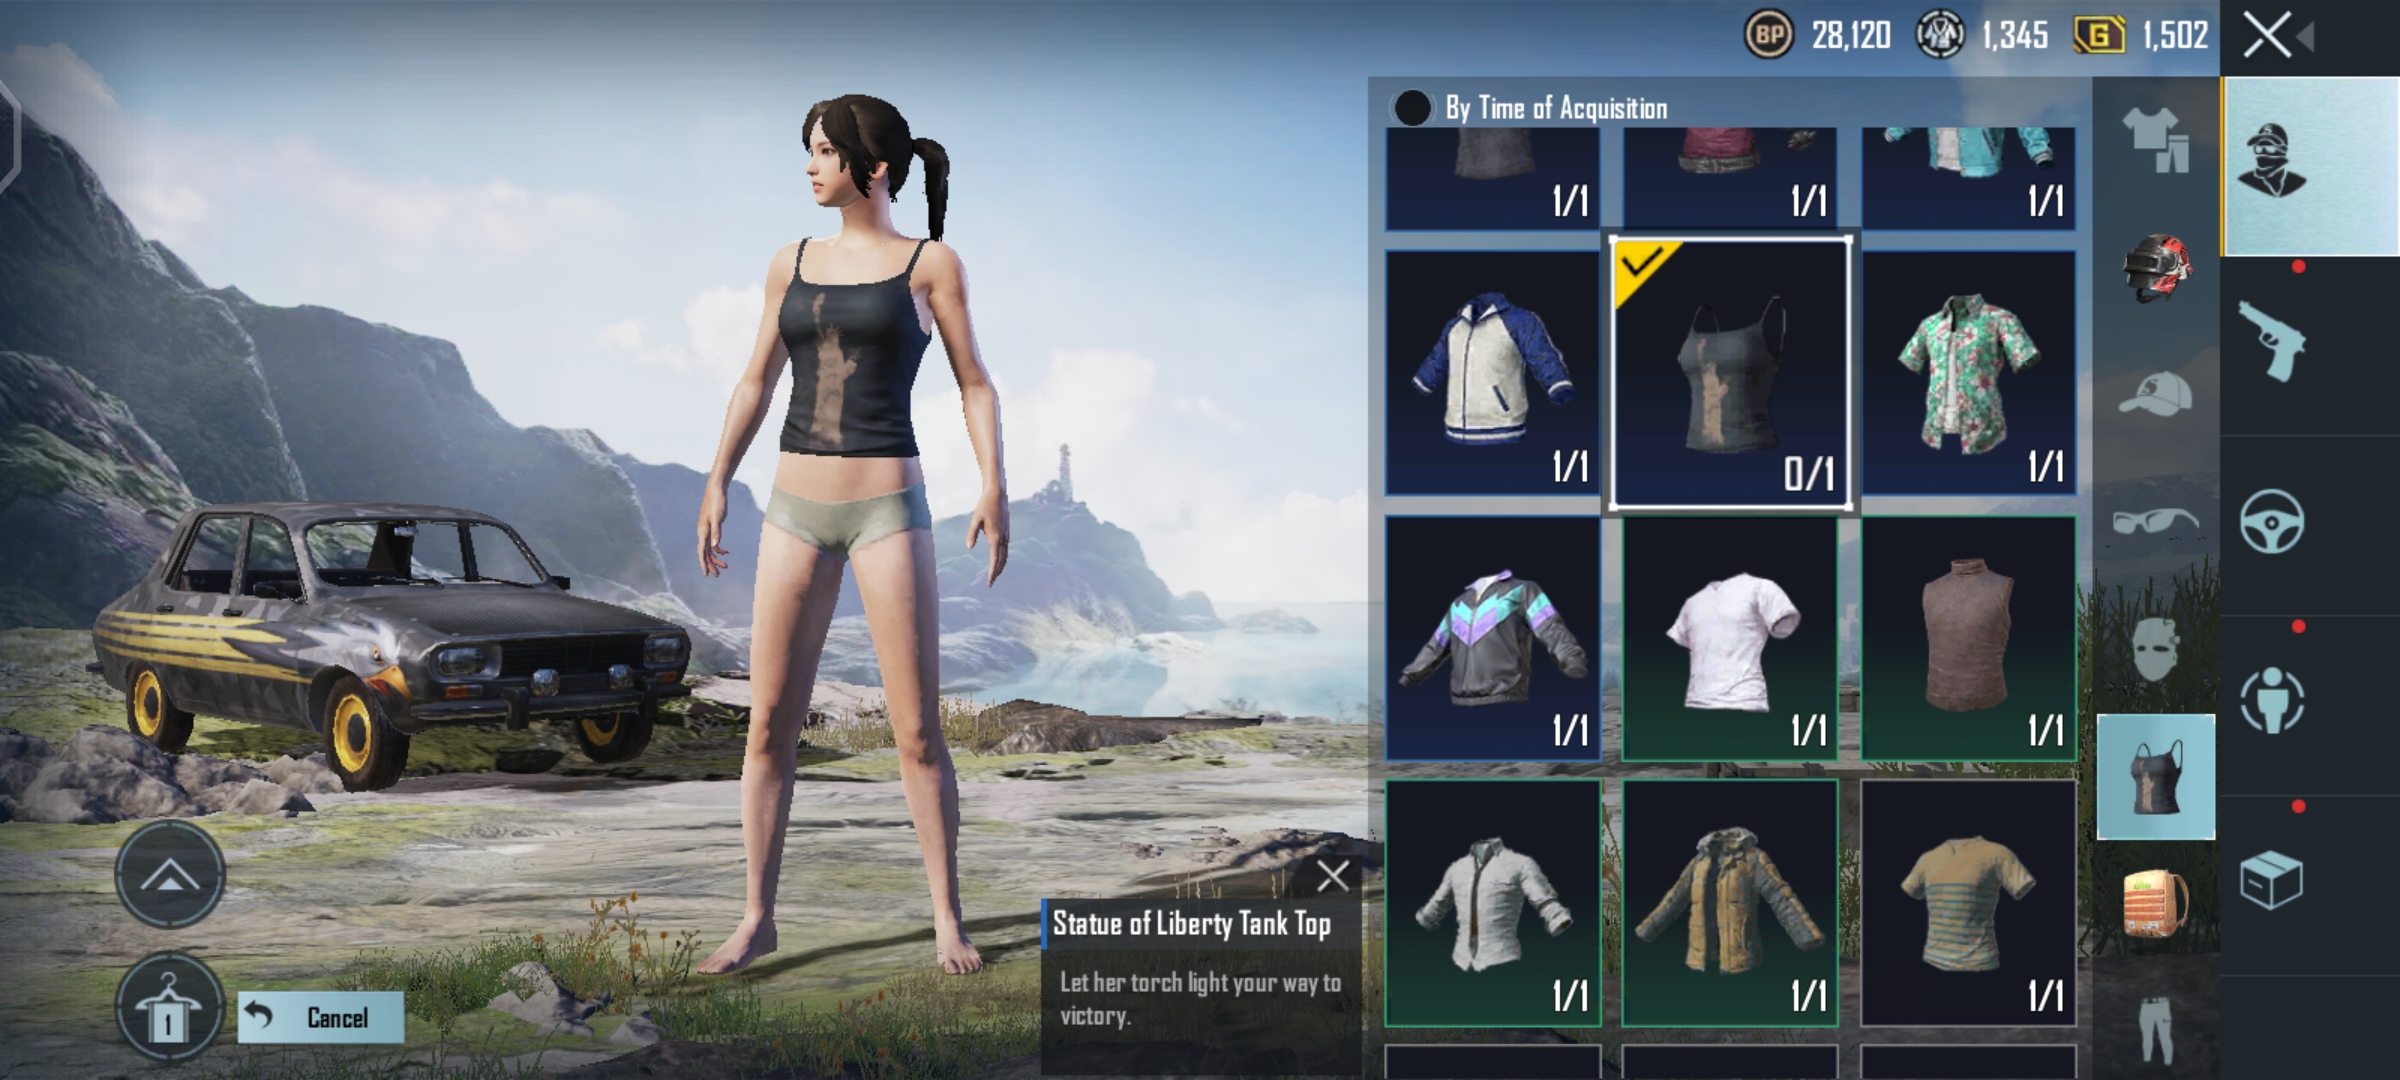 BP 28,120 1,345 G 1,502
By Time of Acquisition
1/1 1/1 1/1
1/1 0/1 1/1
1/1 1/1 1/1
1/1 1/1 1/1
Statue of Liberty Tank Top
Let her torch light your way to
victory.
1 Cancel